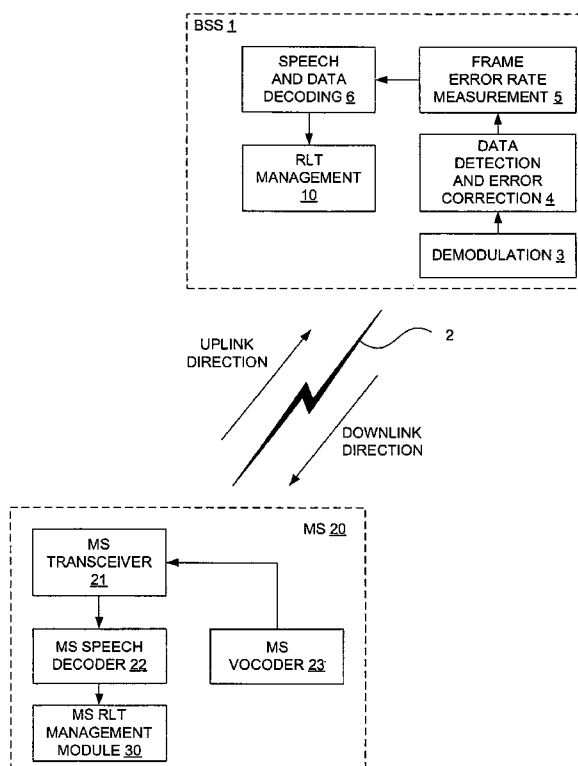 BSS 1
SPEECH
AND DATA
DECODING 6
FRAME
ERROR RATE
MEASUREMENT 5
RLT
MANAGEMENT
10
DATA
DETECTION
AND ERROR
CORRECTION 4
DEMODULATION 3
UPLINK
DIRECTION
2
DOWNLINK
DIRECTION
MS 20
MS
TRANSCEIVER
21
MS SPEECH
DECODER 22
MS
VOCODER 23
MS RLT
MANAGEMENT
MODULE 30